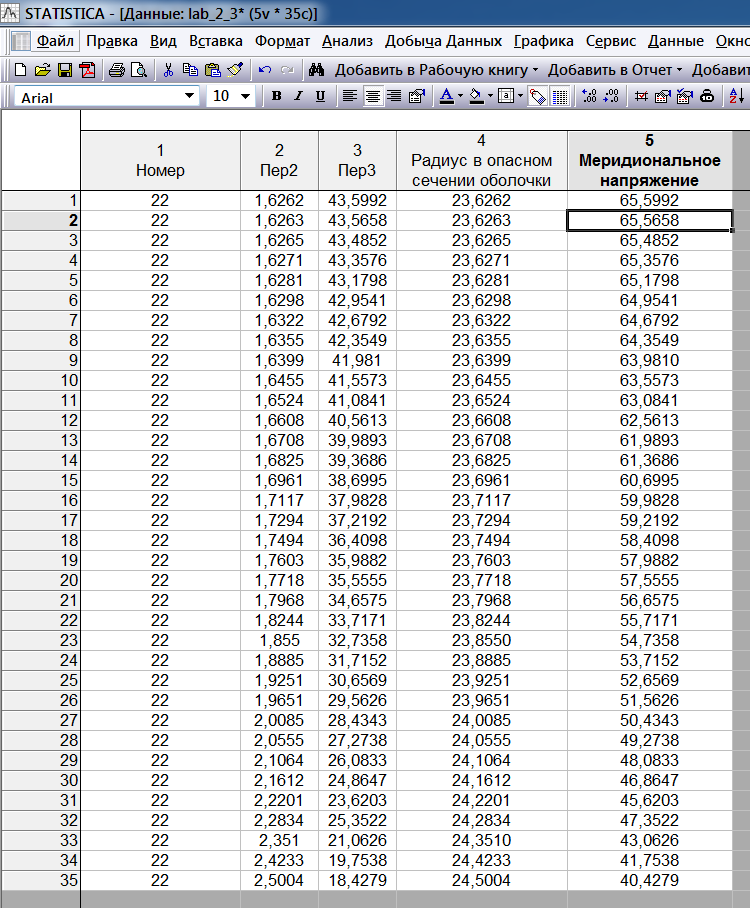 STATISTICA - [Данные: lab_2_3* (5v * 35c)]
Файл Правка Вид Вставка Формат Анализ Добыча Данных Графика Сервис Данные Окно
Добавить в Рабочую книгу Добавить в Отчет Добавить
Arial 10 B I U
1 2 3 4 5
Номер Пер2 Пер3 Радиус в опасном сечении оболочки Меридиональное напряжение
1 22 1,6262 43,5992 23,6262 65,5992
2 22 1,6263 43,5658 23,6263 65,5658
3 22 1,6265 43,4852 23,6265 65,4852
4 22 1,6271 43,3576 23,6271 65,3576
5 22 1,6281 43,1798 23,6281 65,1798
6 22 1,6298 42,9541 23,6298 64,9541
7 22 1,6322 42,6792 23,6322 64,6792
8 22 1,6355 42,3549 23,6355 64,3549
9 22 1,6399 41,981 23,6399 63,9810
10 22 1,6455 41,5573 23,6455 63,5573
11 22 1,6524 41,0841 23,6524 63,0841
12 22 1,6608 40,5613 23,6608 62,5613
13 22 1,6708 39,9893 23,6708 61,9893
14 22 1,6825 39,3686 23,6825 61,3686
15 22 1,6961 38,6995 23,6961 60,6995
16 22 1,7117 37,9828 23,7117 59,9828
17 22 1,7294 37,2192 23,7294 59,2192
18 22 1,7494 36,4098 23,7494 58,4098
19 22 1,7603 35,9882 23,7603 57,9882
20 22 1,7718 35,5555 23,7718 57,5555
21 22 1,7968 34,6575 23,7968 56,6575
22 22 1,8244 33,7171 23,8244 55,7171
23 22 1,855 32,7358 23,8550 54,7358
24 22 1,8885 31,7152 23,8885 53,7152
25 22 1,9251 30,6569 23,9251 52,6569
26 22 1,9651 29,5626 23,9651 51,5626
27 22 2,0085 28,4343 24,0085 50,4343
28 22 2,0555 27,2738 24,0555 49,2738
29 22 2,1064 26,0833 24,1064 48,0833
30 22 2,1612 24,8647 24,1612 46,8647
31 22 2,2201 23,6203 24,2201 45,6203
32 22 2,2834 25,3522 24,2834 47,3522
33 22 2,351 21,0626 24,3510 43,0626
34 22 2,4233 19,7538 24,4233 41,7538
35 22 2,5004 18,4279 24,5004 40,4279